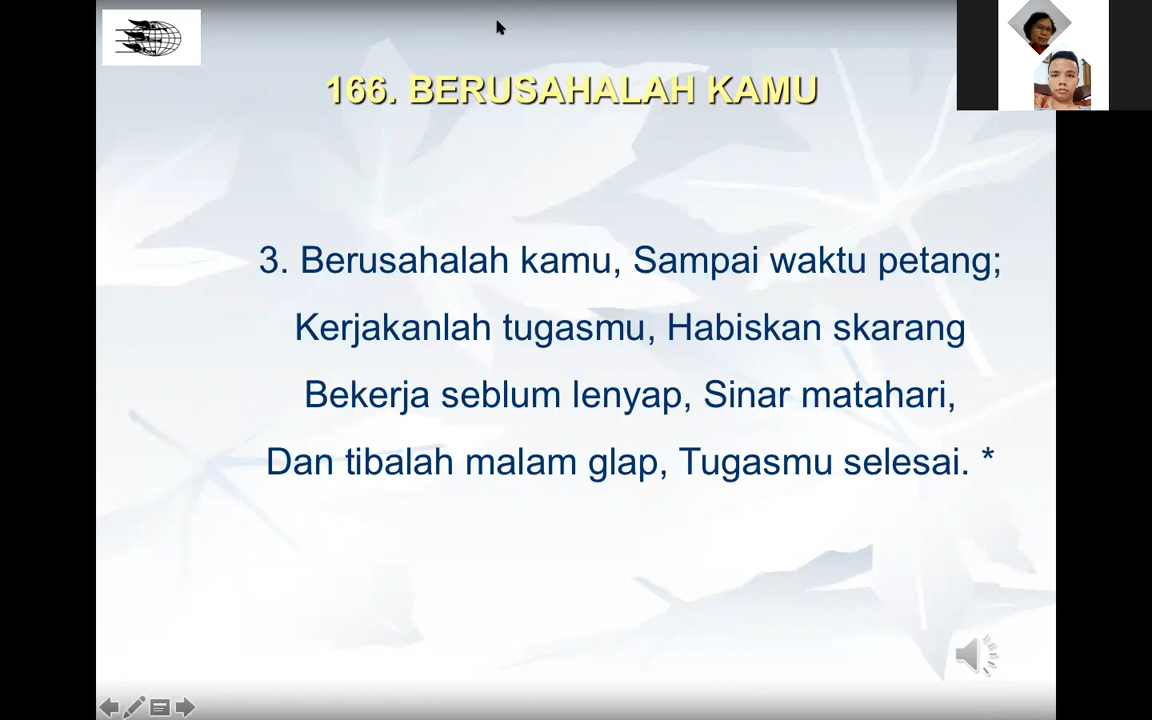 166. BERUSAHALAH KAMU
3. Berusahalah kamu, Sampai waktu petang;
Kerjakanlah tugasmu, Habiskan skarang
Bekerja seblum lenyap, Sinar matahari,
Dan tibalah malam glap, Tugasmu selesai. *